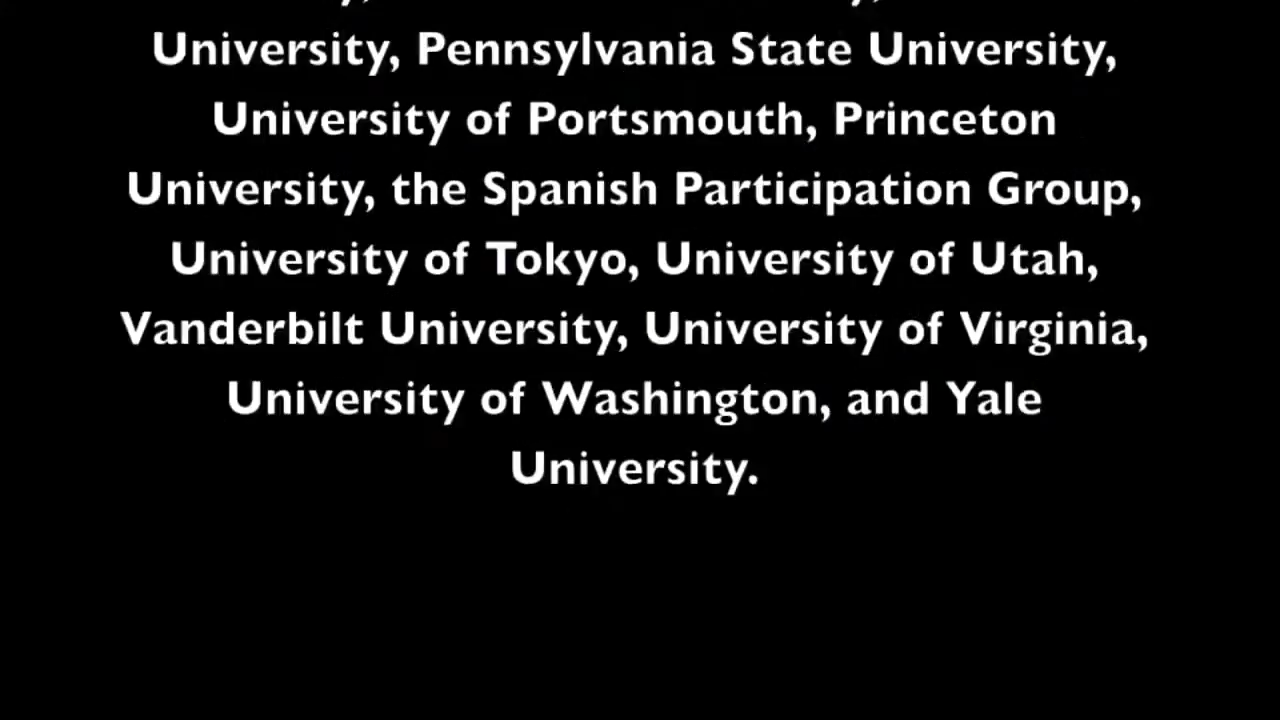 University, Pennsylvania State University,
University of Portsmouth, Princeton
University, the Spanish Participation Group,
University of Tokyo, University of Utah,
Vanderbilt University, University of Virginia,
University of Washington, and Yale
University.